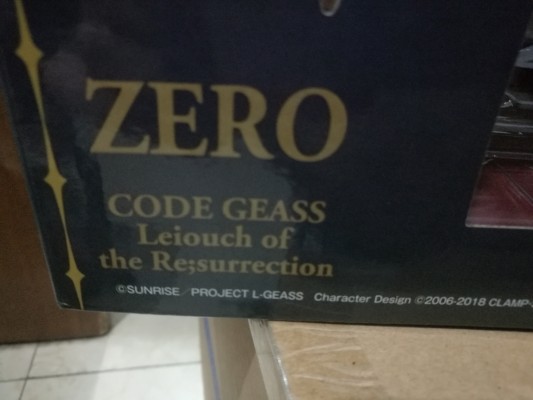 ZERO
CODE GEASS
Leiouch of
the Re;surrection
©SUNRISE/PROJECT L-GEASS Character Design ©2006-2018 CLAMP